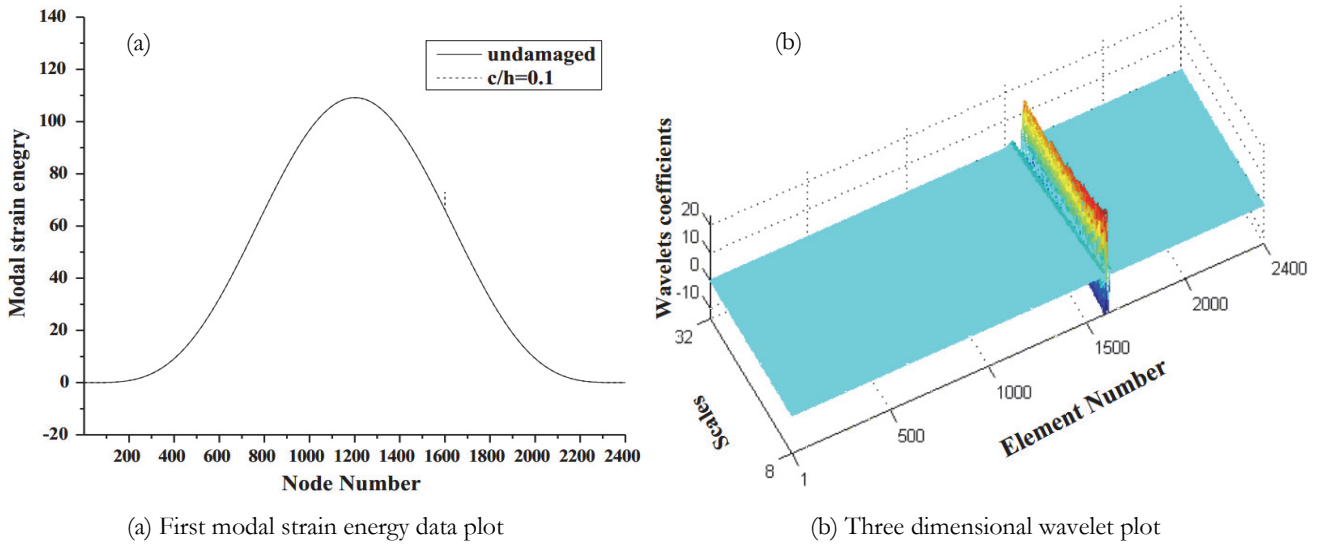 140
120
100
80
60
40
20
0
-20
Modal strain enegry
(a)
undamaged
c/h=0.1
200 400 600 800 1000 1200 1400 1600 1800 2000 2200 2400
Node Number
(a) First modal strain energy data plot
(b)
Wavelets coefficients
20
10
0
-10
32
Scales
8
1
500
1000
1500
2000
2400
Element Number
(b) Three dimensional wavelet plot